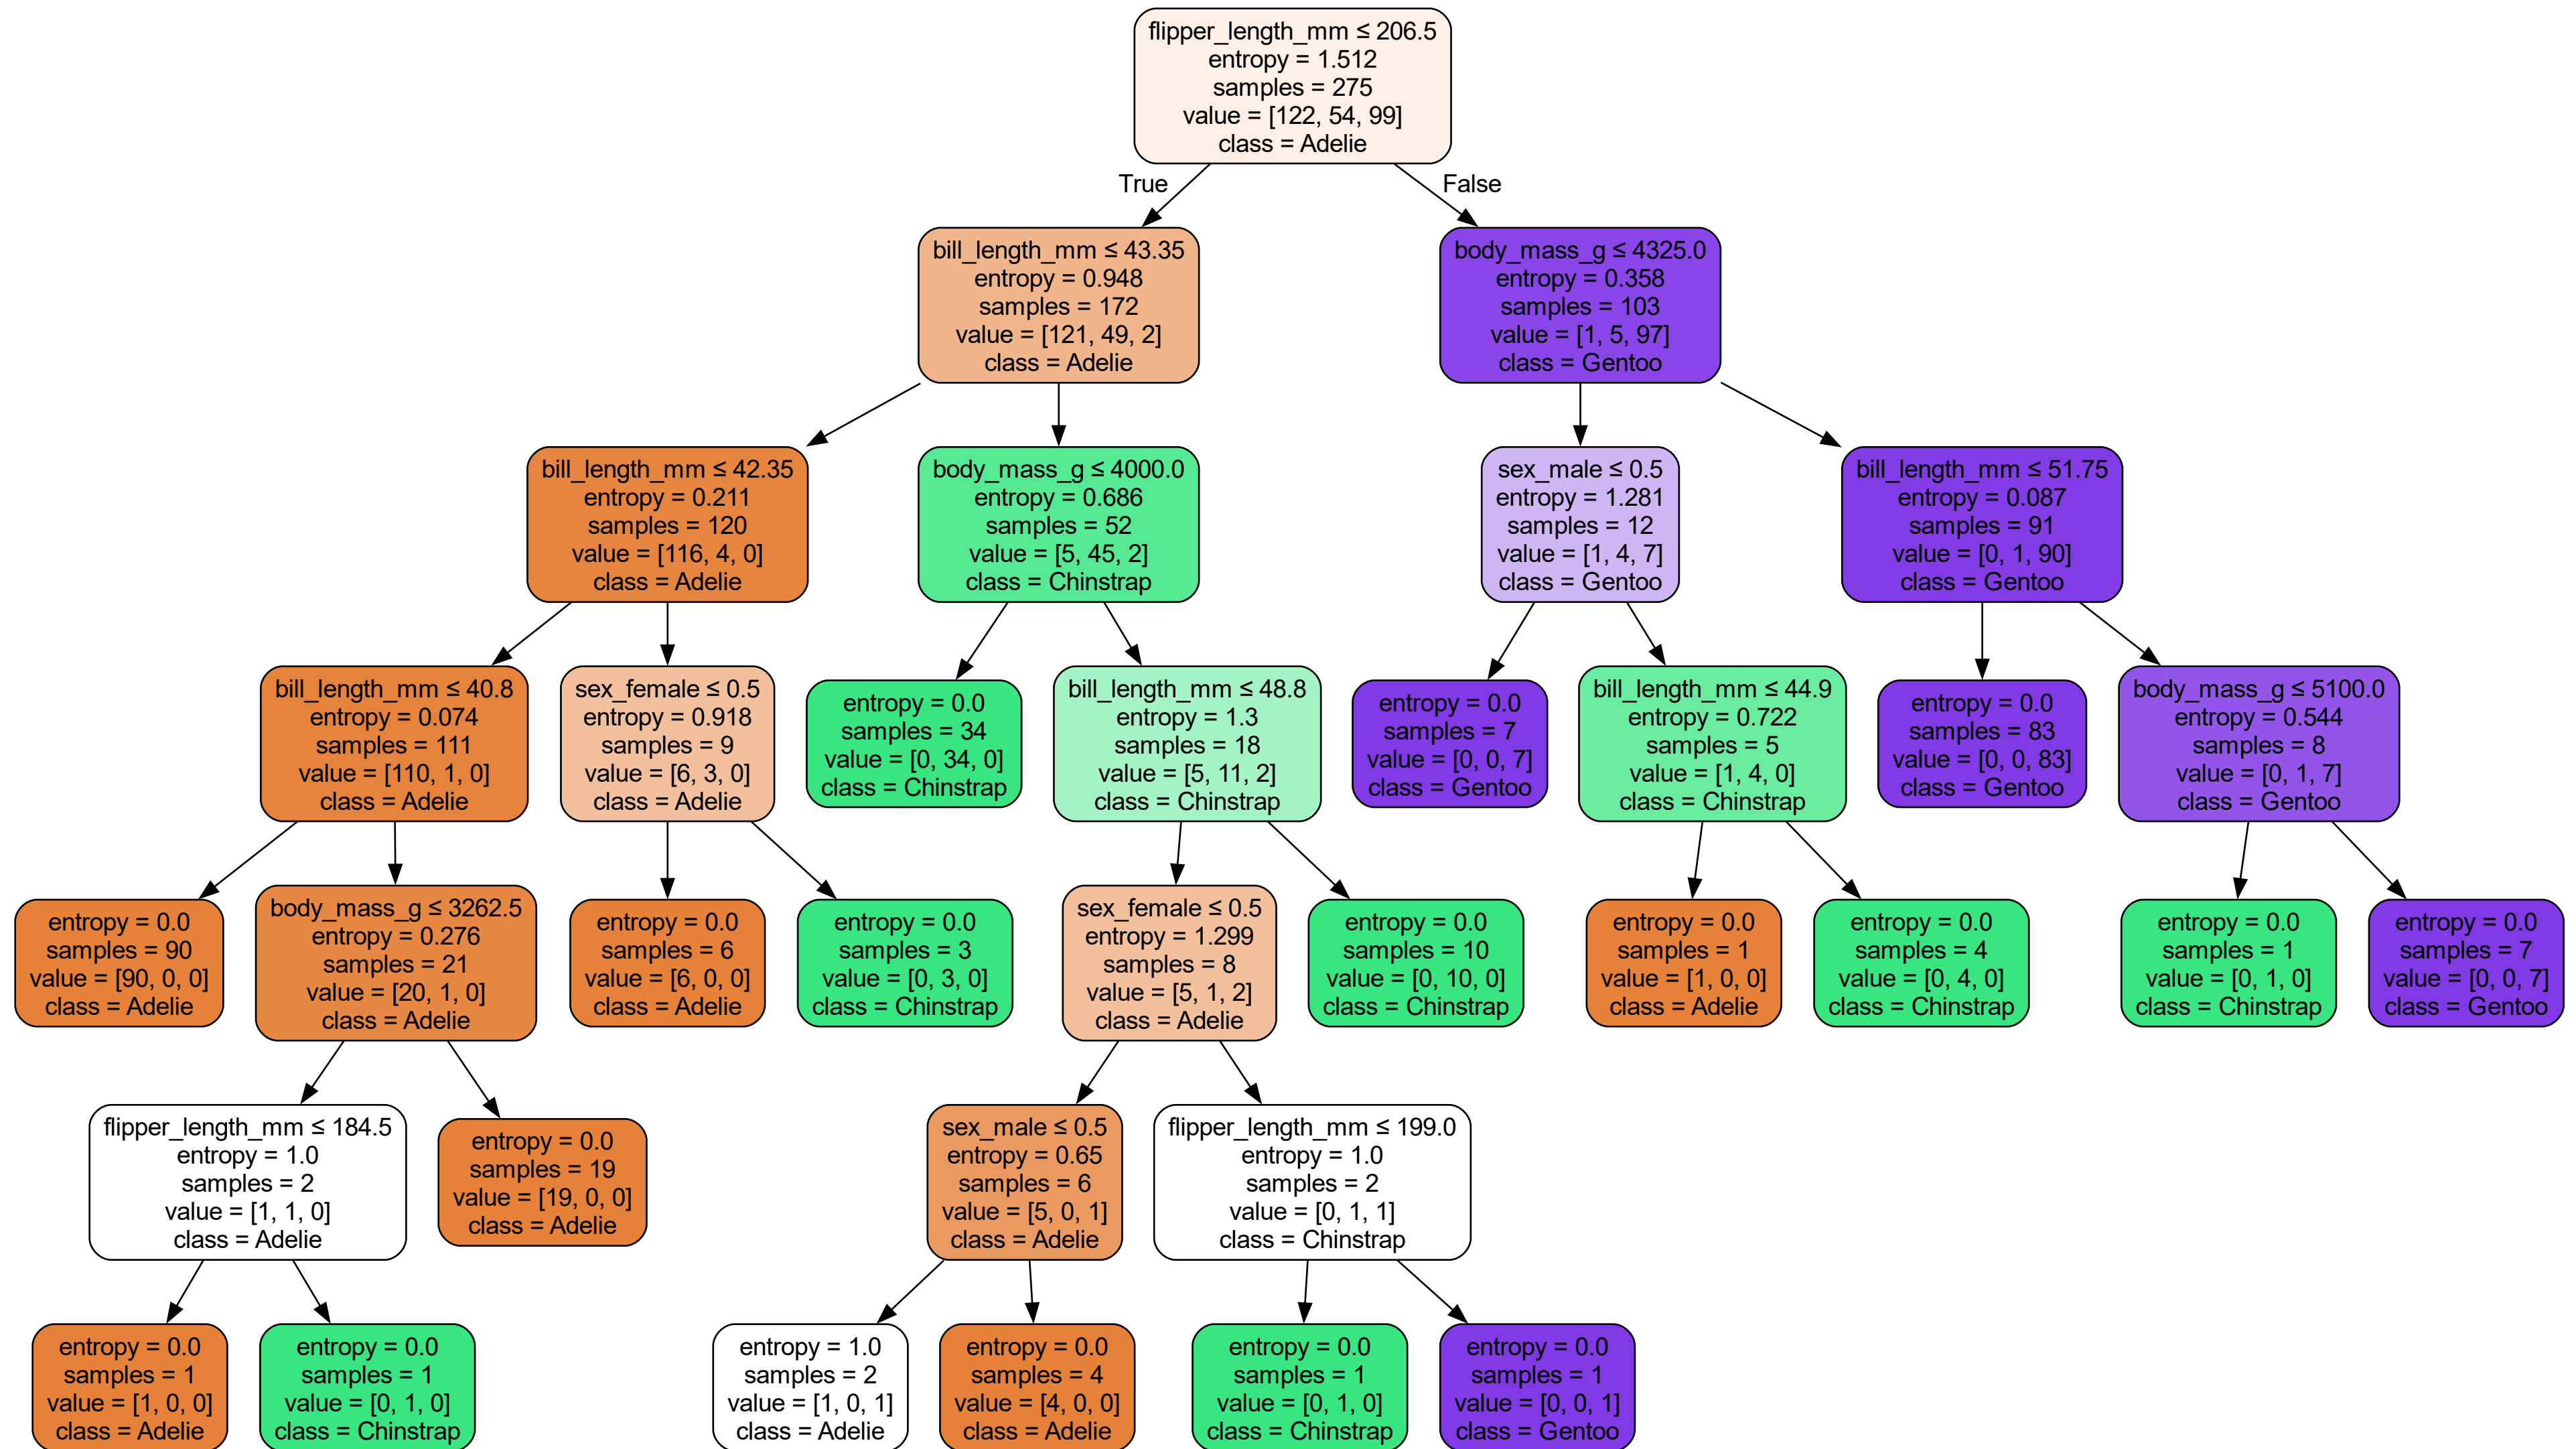 flipper_length_mm ≤ 206.5
entropy = 1.512
samples = 275
value = [122, 54, 99]
class = Adelie
True
False
bill_length_mm ≤ 43.35
entropy = 0.948
samples = 172
value = [121, 49, 2]
class = Adelie
body_mass_g ≤ 4325.0
entropy = 0.358
samples = 103
value = [1, 5, 97]
class = Gentoo
bill_length_mm ≤ 42.35
entropy = 0.211
samples = 120
value = [116, 4, 0]
class = Adelie
body_mass_g ≤ 4000.0
entropy = 0.686
samples = 52
value = [5, 45, 2]
class = Chinstrap
sex_male ≤ 0.5
entropy = 1.281
samples = 12
value = [1, 4, 7]
class = Gentoo
bill_length_mm ≤ 51.75
entropy = 0.087
samples = 91
value = [0, 1, 90]
class = Gentoo
bill_length_mm ≤ 40.8
entropy = 0.074
samples = 111
value = [110, 1, 0]
class = Adelie
sex_female ≤ 0.5
entropy = 0.918
samples = 9
value = [6, 3, 0]
class = Adelie
entropy = 0.0
samples = 34
value = [0, 34, 0]
class = Chinstrap
bill_length_mm ≤ 48.8
entropy = 1.3
samples = 18
value = [5, 11, 2]
class = Chinstrap
entropy = 0.0
samples = 7
value = [0, 0, 7]
class = Gentoo
bill_length_mm ≤ 44.9
entropy = 0.722
samples = 5
value = [1, 4, 0]
class = Chinstrap
entropy = 0.0
samples = 83
value = [0, 0, 83]
class = Gentoo
body_mass_g ≤ 5100.0
entropy = 0.544
samples = 8
value = [0, 1, 7]
class = Gentoo
entropy = 0.0
samples = 90
value = [90, 0, 0]
class = Adelie
body_mass_g ≤ 3262.5
entropy = 0.276
samples = 21
value = [20, 1, 0]
class = Adelie
entropy = 0.0
samples = 6
value = [6, 0, 0]
class = Adelie
entropy = 0.0
samples = 3
value = [0, 3, 0]
class = Chinstrap
sex_female ≤ 0.5
entropy = 1.299
samples = 8
value = [5, 1, 2]
class = Adelie
entropy = 0.0
samples = 10
value = [0, 10, 0]
class = Chinstrap
entropy = 0.0
samples = 1
value = [1, 0, 0]
class = Adelie
entropy = 0.0
samples = 4
value = [0, 4, 0]
class = Chinstrap
entropy = 0.0
samples = 1
value = [0, 1, 0]
class = Chinstrap
entropy = 0.0
samples = 7
value = [0, 0, 7]
class = Gentoo
flipper_length_mm ≤ 184.5
entropy = 1.0
samples = 2
value = [1, 1, 0]
class = Adelie
entropy = 0.0
samples = 19
value = [19, 0, 0]
class = Adelie
sex_male ≤ 0.5
entropy = 0.65
samples = 6
value = [5, 0, 1]
class = Adelie
flipper_length_mm ≤ 199.0
entropy = 1.0
samples = 2
value = [0, 1, 1]
class = Chinstrap
entropy = 0.0
samples = 1
value = [1, 0, 0]
class = Adelie
entropy = 0.0
samples = 1
value = [0, 1, 0]
class = Chinstrap
entropy = 1.0
samples = 2
value = [1, 0, 1]
class = Adelie
entropy = 0.0
samples = 4
value = [4, 0, 0]
class = Adelie
entropy = 0.0
samples = 1
value = [0, 1, 0]
class = Chinstrap
entropy = 0.0
samples = 1
value = [0, 0, 1]
class = Gentoo